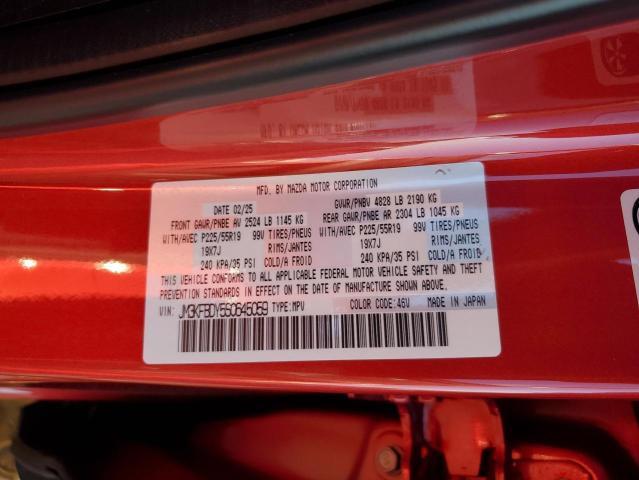 MFD. BY MAZDA MOTOR CORPORATION
DATE 02/25 GVWR/PNBV 4828 LB 2190 KG
FRONT GAWR/PNBE AV 2524 LB 1145 KG REAR GAWR/PNBE AR 2304 LB 1045 KG
WITH/AVEC P225/55R19 99V TIRES/PNEUS WITH/AVEC P225/55R19 99V TIRES/PNEUS
19X7J RIMS/JANTES 19X7J RIMS/JANTES
240 KPA/35 PSI COLD/A FROID 240 KPA/35 PSI COLD/A FROID
THIS VEHICLE CONFORMS TO ALL APPLICABLE FEDERAL MOTOR VEHICLE SAFETY AND THEFT
PREVENTION STANDARDS IN EFFECT ON THE DATE OF MANUFACTURE SHOWN ABOVE.
VIN: JM3KFBDY5S0645069 TYPE:MPV COLOR CODE:46V MADE IN JAPAN